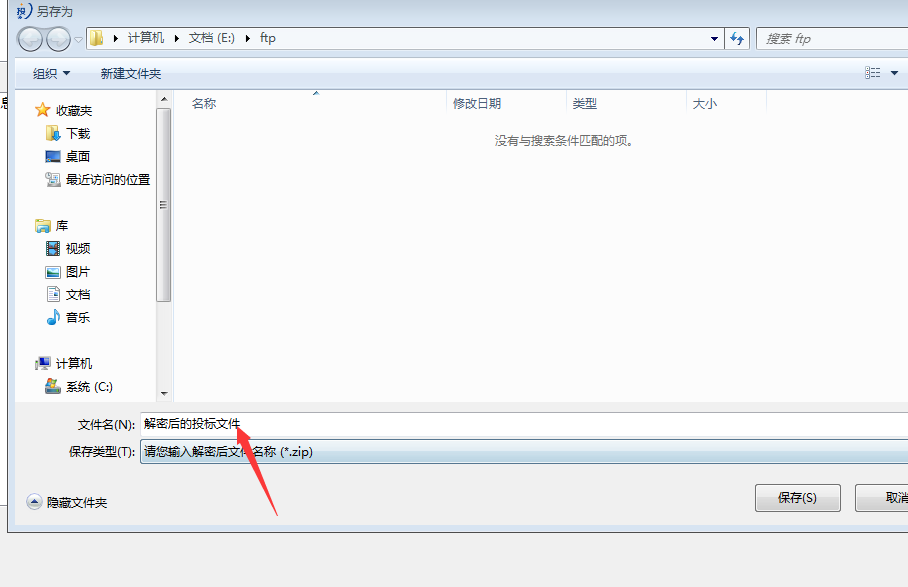 另存为
计算机 文档 (E:) ftp
搜索 ftp
组织 新建文件夹
名称 修改日期 类型 大小
没有与搜索条件匹配的项。
收藏夹
下载
桌面
最近访问的位置
库
视频
图片
文档
音乐
计算机
系统 (C:)
文件名(N): 解密后的投标文件
保存类型(T): 请您输入解密后文件名称 (*.zip)
隐藏文件夹
保存(S) 取消